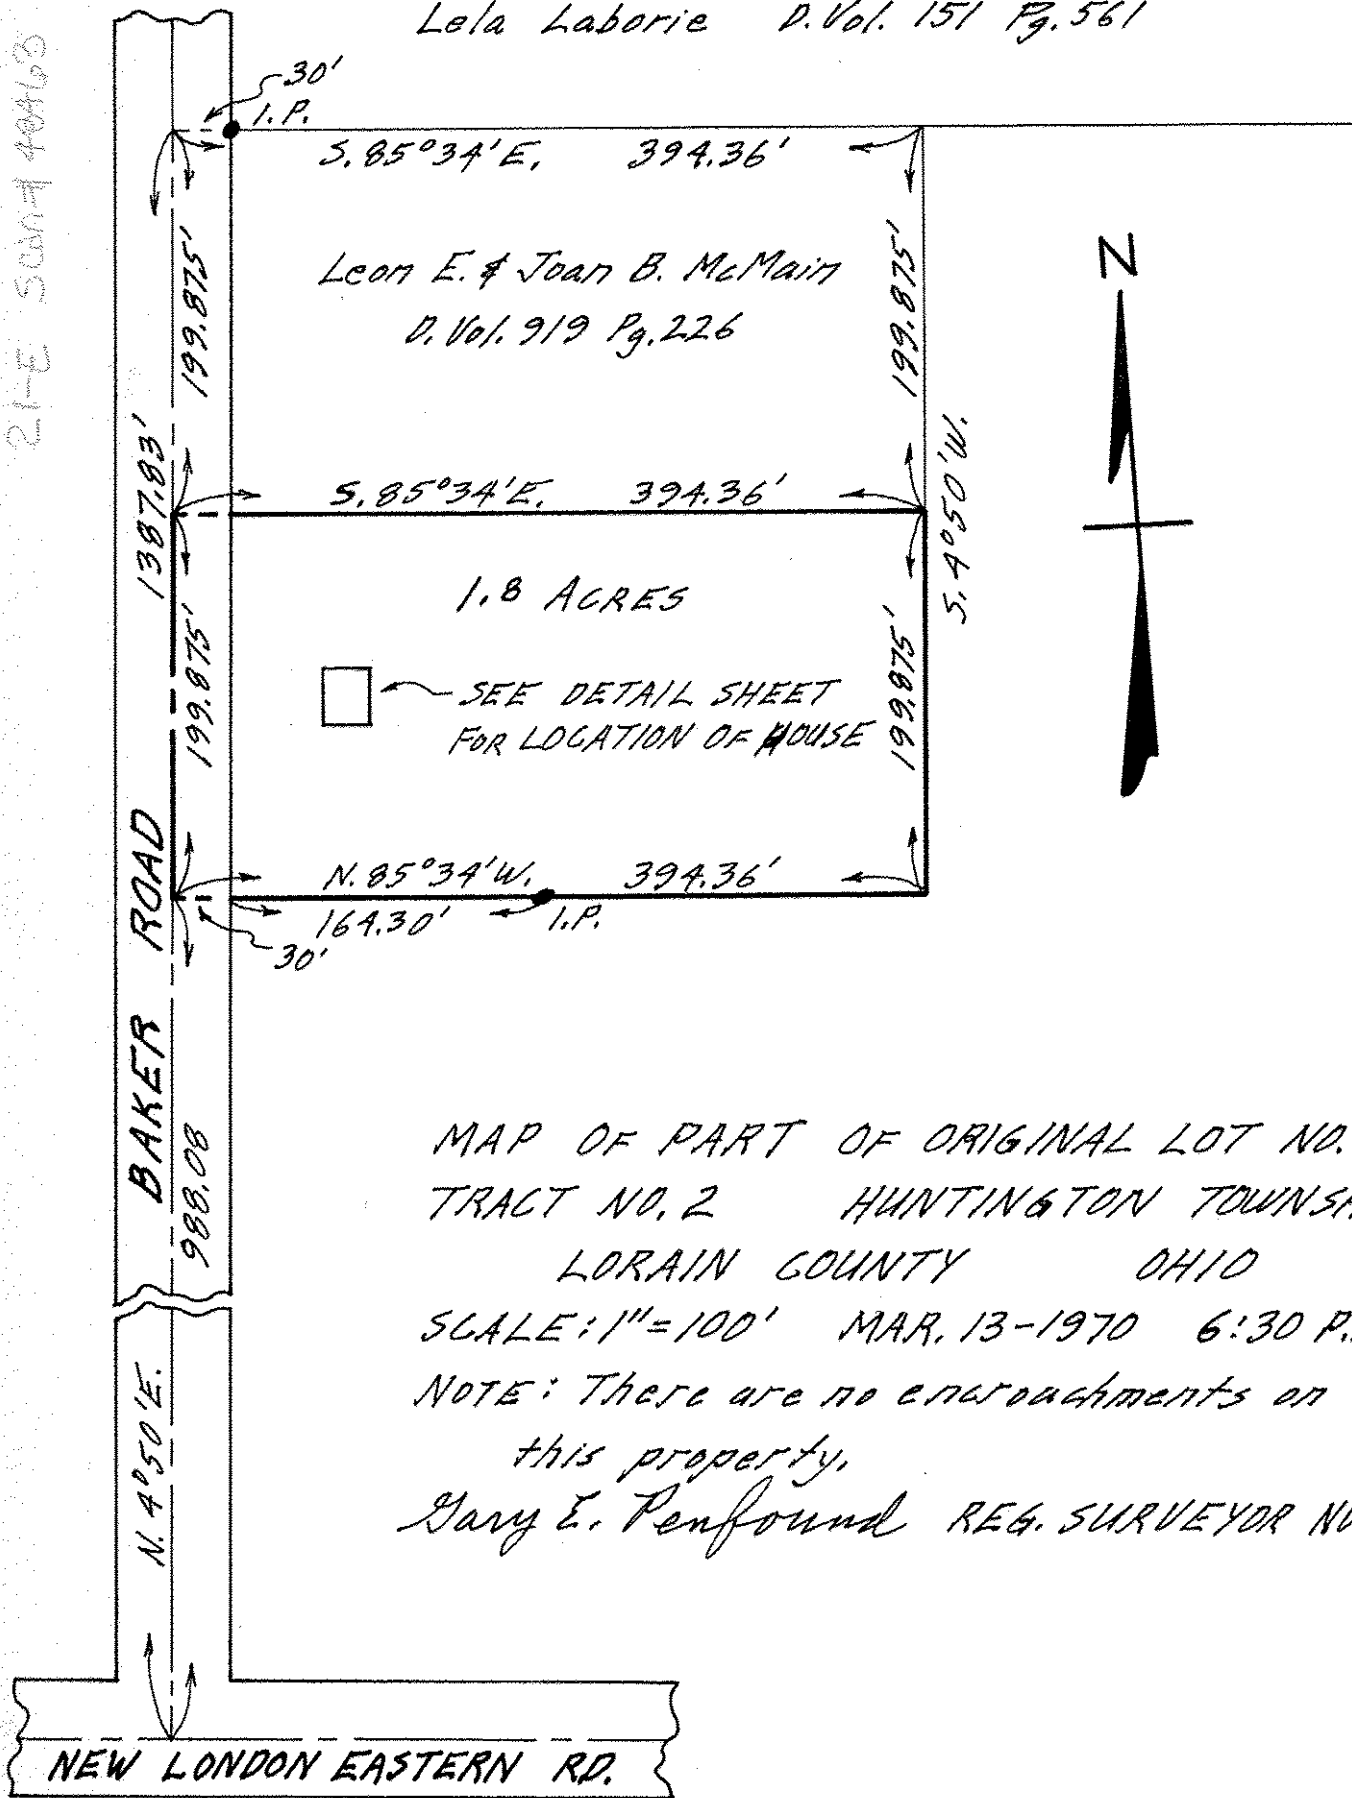 Lela Laborie D. Vol. 151 Pg. 561
30'
I.P.
S. 85°34'E. 394.36'
199.875'
199.875'
Leon E. & Joan B. McMain
D. Vol. 919 Pg. 226
N
1387.83'
S. 85°34'E. 394.36'
S. 4°50'W.
1.8 ACRES
199.875'
199.875'
SEE DETAIL SHEET
FOR LOCATION OF HOUSE
N. 85°34'W. 394.36'
164.30' I.P.
30'
BAKER ROAD
988.08
MAP OF PART OF ORIGINAL LOT NO.
TRACT NO. 2 HUNTINGTON TOWNSH
LORAIN COUNTY OHIO
SCALE: 1"=100' MAR. 13-1970 6:30 P.
NOTE: There are no encroachments on
this property.
Gary E. Penfound REG. SURVEYOR NO
N. 4°50'E.
NEW LONDON EASTERN RD.
21-E Scan#